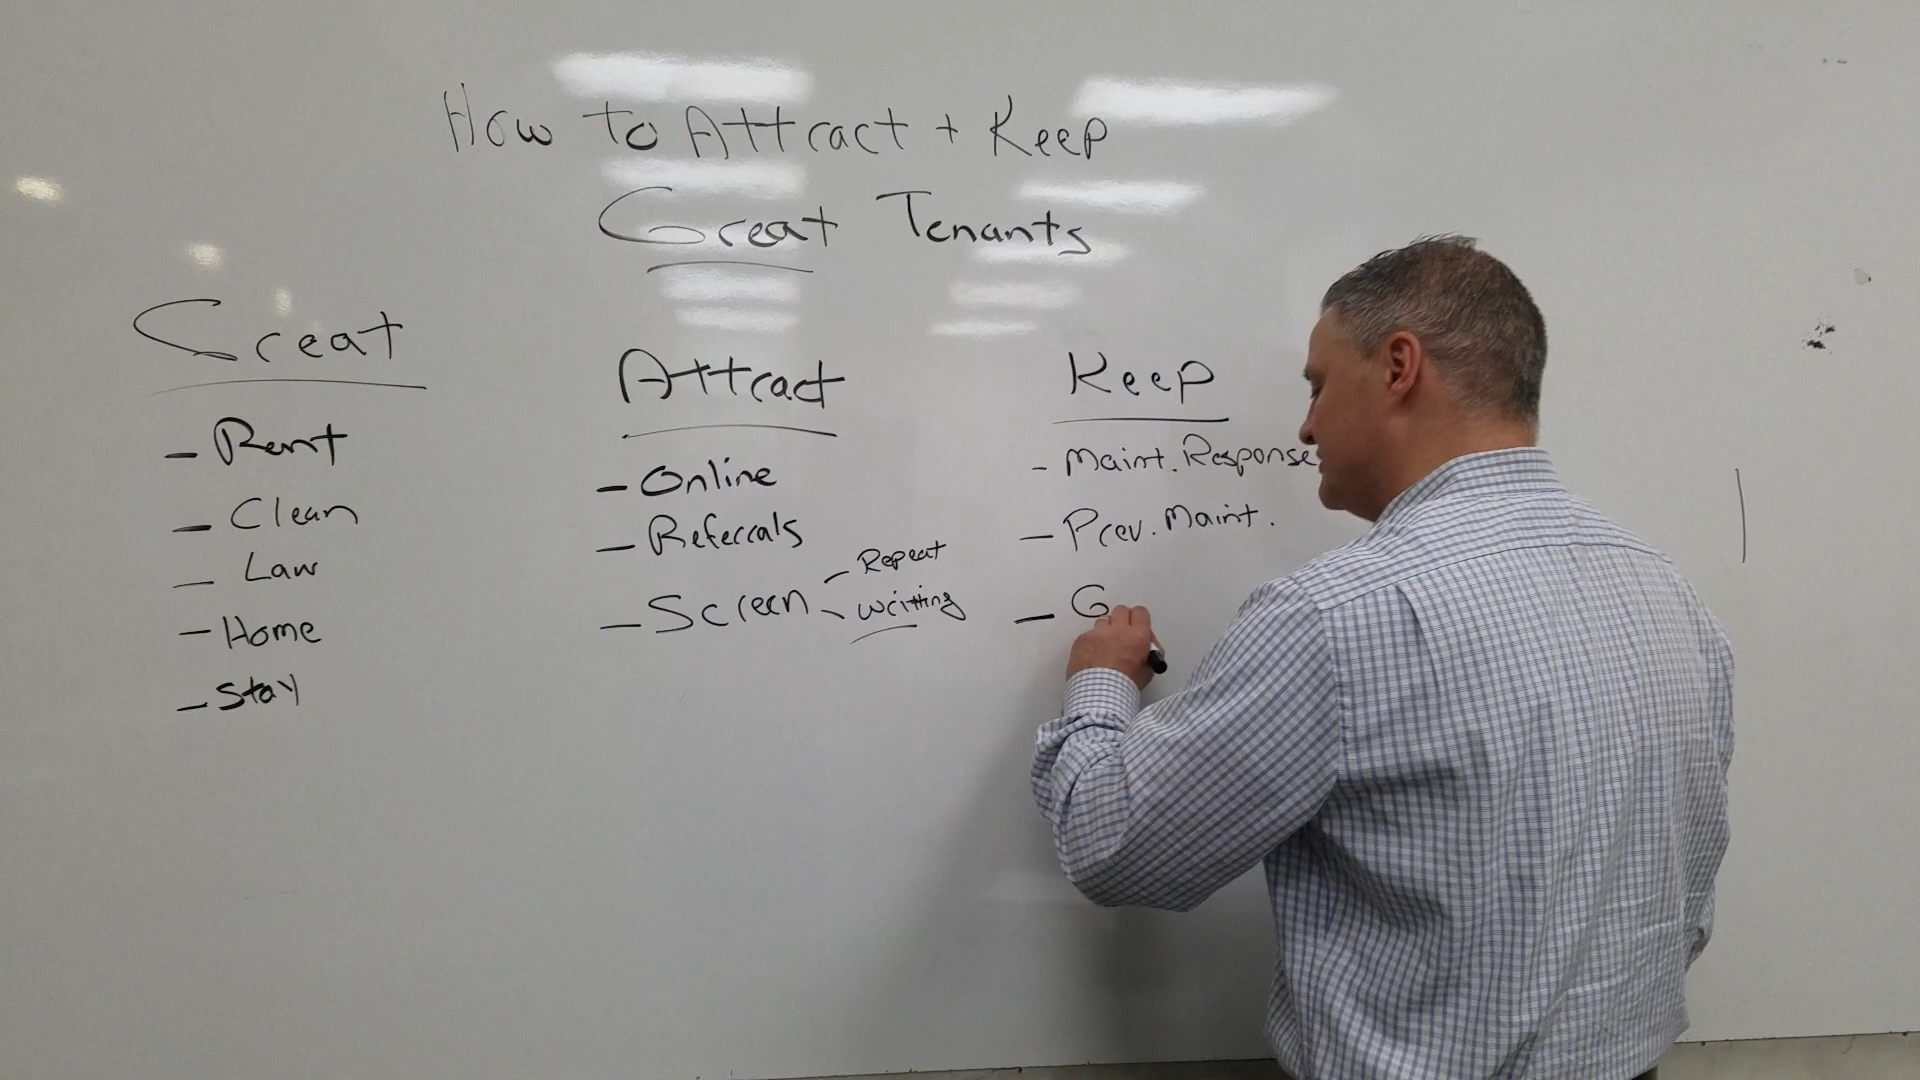 How to Attract + Keep
Great Tenants
Great
- Rent
- Clean
- Law
- Home
- Stay
Attract
- Online
- Referrals
- Screen - Repeat
- Writing
Keep
- Maint. Response
- Prev. Maint.
- G